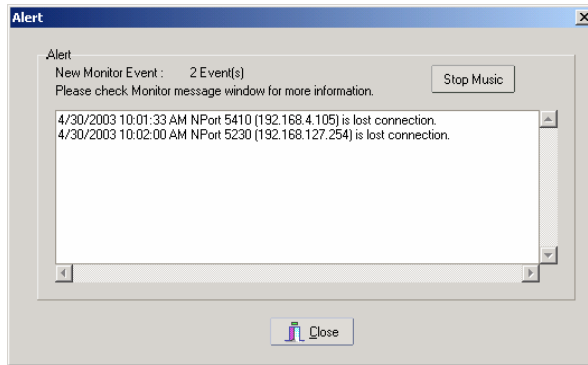 Alert
Alert
New Monitor Event : 2 Event(s)
Please check Monitor message window for more information.
Stop Music
4/30/2003 10:01:33 AM NPort 5410 (192.168.4.105) is lost connection.
4/30/2003 10:02:00 AM NPort 5230 (192.168.127.254) is lost connection.
Close